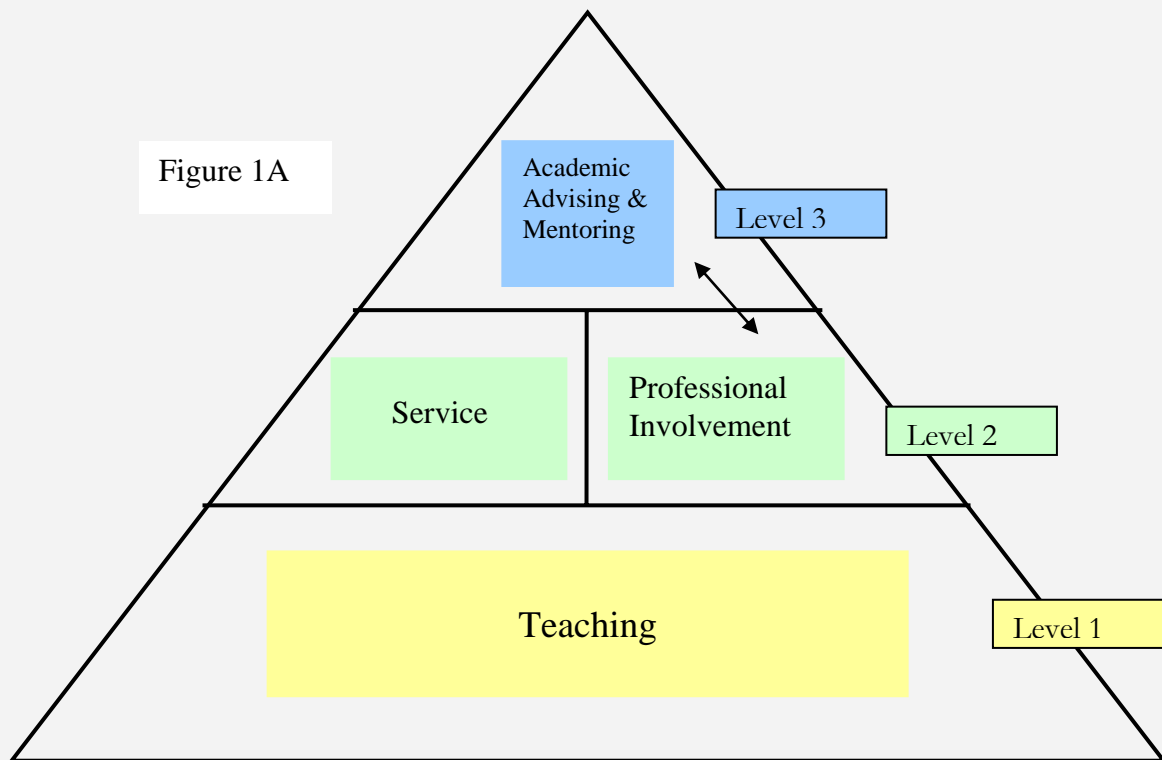 Figure 1A
Academic
Advising &
Mentoring
Level 3
Service
Professional
Involvement
Level 2
Teaching
Level 1